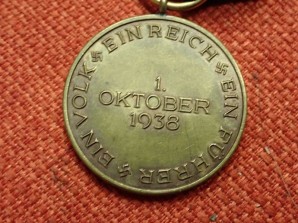 EIN VOLK EIN REICH EIN FÜHRER
1.
OKTOBER
1938